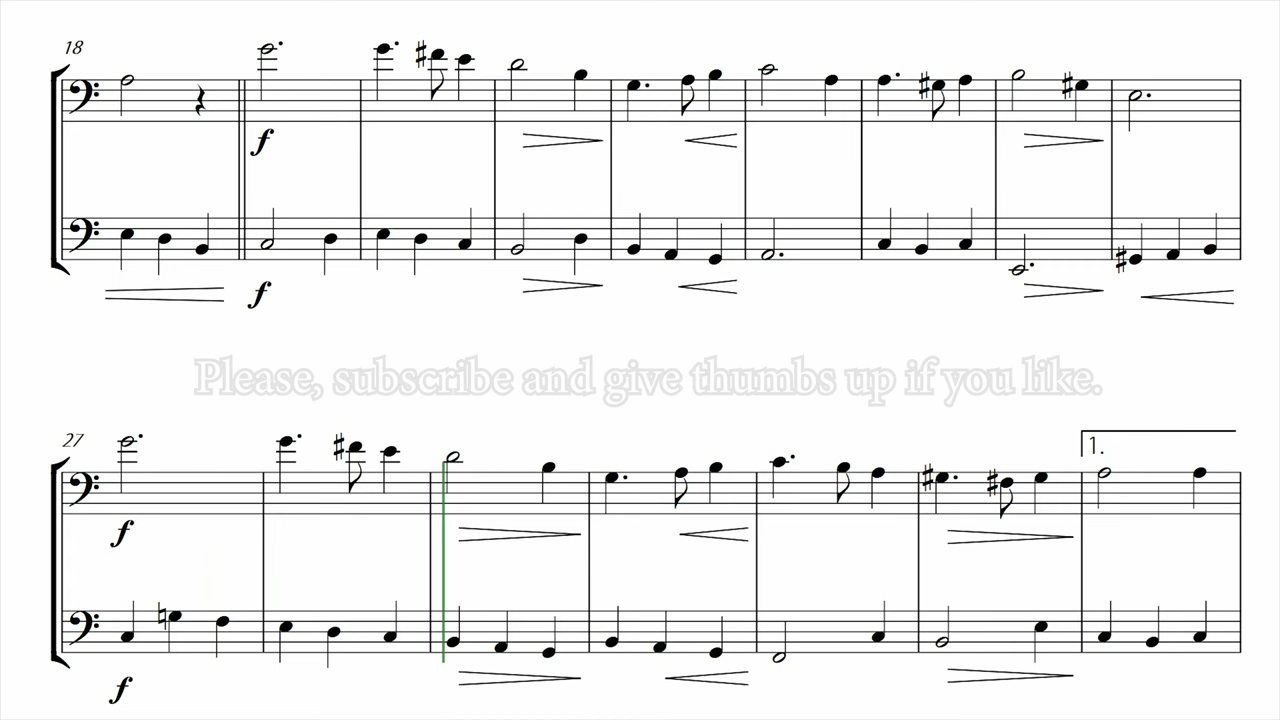 18
f
f
Please, subscribe and give thumbs up if you like.
27
1.
f
f